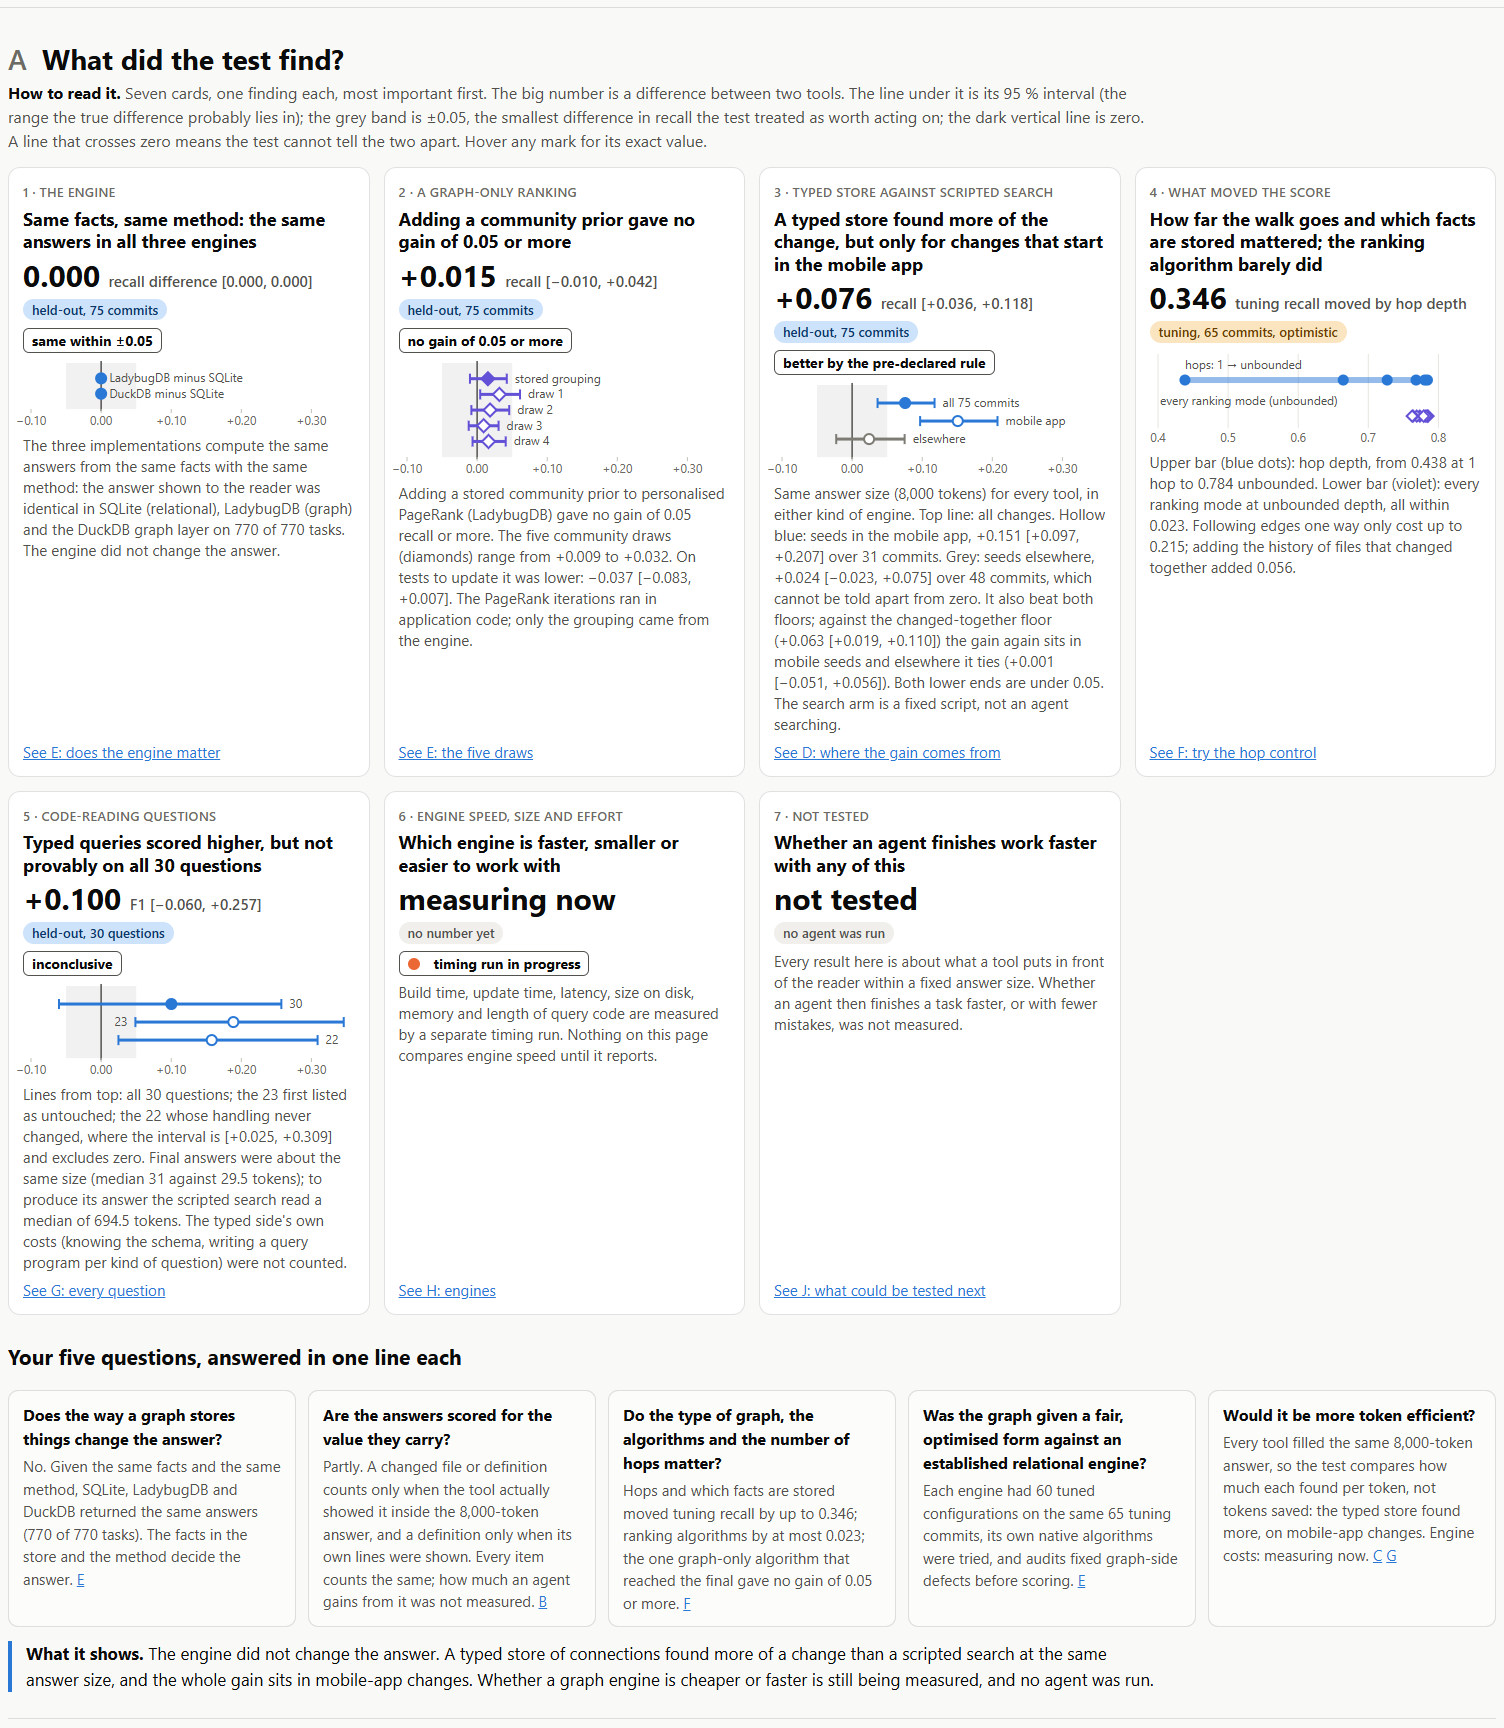 A What did the test find?
How to read it. Seven cards, one finding each, most important first. The big number is a difference between two tools. The line under it is its 95 % interval (the
range the true difference probably lies in); the grey band is ±0.05, the smallest difference in recall the test treated as worth acting on; the dark vertical line is zero.
A line that crosses zero means the test cannot tell the two apart. Hover any mark for its exact value.
1 · THE ENGINE
Same facts, same method: the same
answers in all three engines
0.000 recall difference [0.000, 0.000]
held-out, 75 commits
same within ±0.05
LadybugDB minus SQLite
DuckDB minus SQLite
−0.10 0.00 +0.10 +0.20 +0.30
The three implementations compute the same
answers from the same facts with the same
method: the answer shown to the reader was
identical in SQLite (relational), LadybugDB (graph)
and the DuckDB graph layer on 770 of 770 tasks.
The engine did not change the answer.
See E: does the engine matter
2 · A GRAPH-ONLY RANKING
Adding a community prior gave no
gain of 0.05 or more
+0.015 recall [−0.010, +0.042]
held-out, 75 commits
no gain of 0.05 or more
stored grouping
draw 1
draw 2
draw 3
draw 4
−0.10 0.00 +0.10 +0.20 +0.30
Adding a stored community prior to personalised
PageRank (LadybugDB) gave no gain of 0.05
recall or more. The five community draws
(diamonds) range from +0.009 to +0.032. On
tests to update it was lower: −0.037 [−0.083,
+0.007]. The PageRank iterations ran in
application code; only the grouping came from
the engine.
See E: the five draws
3 · TYPED STORE AGAINST SCRIPTED SEARCH
A typed store found more of the
change, but only for changes that start
in the mobile app
+0.076 recall [+0.036, +0.118]
held-out, 75 commits
better by the pre-declared rule
all 75 commits
mobile app
elsewhere
−0.10 0.00 +0.10 +0.20 +0.30
Same answer size (8,000 tokens) for every tool, in
either kind of engine. Top line: all changes. Hollow
blue: seeds in the mobile app, +0.151 [+0.097,
+0.207] over 31 commits. Grey: seeds elsewhere,
+0.024 [−0.023, +0.075] over 48 commits, which
cannot be told apart from zero. It also beat both
floors; against the changed-together floor
(+0.063 [+0.019, +0.110]) the gain again sits in
mobile seeds and elsewhere it ties (+0.001
[−0.051, +0.056]). Both lower ends are under 0.05.
The search arm is a fixed script, not an agent
searching.
See D: where the gain comes from
4 · WHAT MOVED THE SCORE
How far the walk goes and which facts
are stored mattered; the ranking
algorithm barely did
0.346 tuning recall moved by hop depth
tuning, 65 commits, optimistic
hops: 1 → unbounded
every ranking mode (unbounded)
0.4 0.5 0.6 0.7 0.8
Upper bar (blue dots): hop depth, from 0.438 at 1
hop to 0.784 unbounded. Lower bar (violet): every
ranking mode at unbounded depth, all within
0.023. Following edges one way only cost up to
0.215; adding the history of files that changed
together added 0.056.
See F: try the hop control
5 · CODE-READING QUESTIONS
Typed queries scored higher, but not
provably on all 30 questions
+0.100 F1 [−0.060, +0.257]
held-out, 30 questions
inconclusive
30
23
22
−0.10 0.00 +0.10 +0.20 +0.30
Lines from top: all 30 questions; the 23 first listed
as untouched; the 22 whose handling never
changed, where the interval is [+0.025, +0.309]
and excludes zero. Final answers were about the
same size (median 31 against 29.5 tokens); to
produce its answer the scripted search read a
median of 694.5 tokens. The typed side's own
costs (knowing the schema, writing a query
program per kind of question) were not counted.
See G: every question
6 · ENGINE SPEED, SIZE AND EFFORT
Which engine is faster, smaller or
easier to work with
measuring now
no number yet
timing run in progress
Build time, update time, latency, size on disk,
memory and length of query code are measured
by a separate timing run. Nothing on this page
compares engine speed until it reports.
See H: engines
7 · NOT TESTED
Whether an agent finishes work faster
with any of this
not tested
no agent was run
Every result here is about what a tool puts in front
of the reader within a fixed answer size. Whether
an agent then finishes a task faster, or with fewer
mistakes, was not measured.
See J: what could be tested next
Your five questions, answered in one line each
Does the way a graph stores
things change the answer?
No. Given the same facts and the same
method, SQLite, LadybugDB and
DuckDB returned the same answers
(770 of 770 tasks). The facts in the
store and the method decide the
answer. E
Are the answers scored for the
value they carry?
Partly. A changed file or definition
counts only when the tool actually
showed it inside the 8,000-token
answer, and a definition only when its
own lines were shown. Every item
counts the same; how much an agent
gains from it was not measured. B
Do the type of graph, the
algorithms and the number of
hops matter?
Hops and which facts are stored
moved tuning recall by up to 0.346;
ranking algorithms by at most 0.023;
the one graph-only algorithm that
reached the final gave no gain of 0.05
or more. F
Was the graph given a fair,
optimised form against an
established relational engine?
Each engine had 60 tuned
configurations on the same 65 tuning
commits, its own native algorithms
were tried, and audits fixed graph-side
defects before scoring. E
Would it be more token efficient?
Every tool filled the same 8,000-token
answer, so the test compares how
much each found per token, not
tokens saved: the typed store found
more, on mobile-app changes. Engine
costs: measuring now. C G
What it shows. The engine did not change the answer. A typed store of connections found more of a change than a scripted search at the same
answer size, and the whole gain sits in mobile-app changes. Whether a graph engine is cheaper or faster is still being measured, and no agent was run.